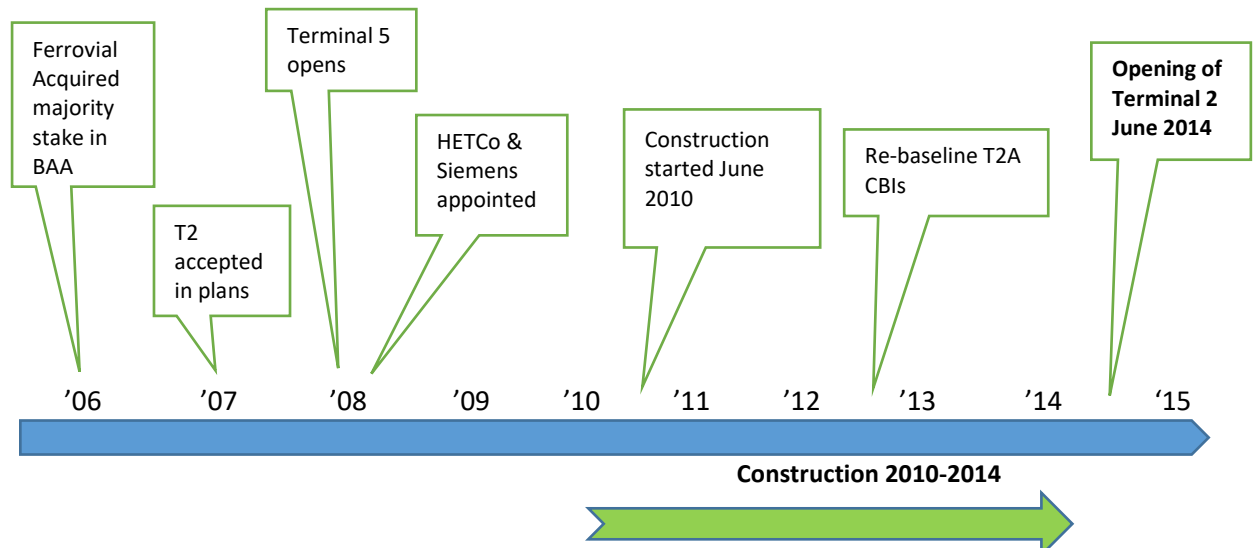 Ferrovial
Acquired
majority
stake in
BAA
T2
accepted
in plans
Terminal 5
opens
HETCo &
Siemens
appointed
Construction
started June
2010
Re-baseline T2A
CBIs
Opening of
Terminal 2
June 2014
’06 ’07 ’08 ’09 ’10 ’11 ’12 ’13 ’14 ‘15
Construction 2010-2014